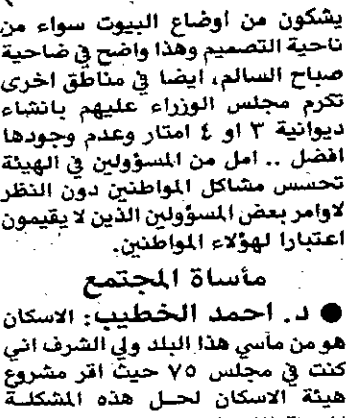 يشكون من اوضاع البيوت سواء من
ناحية التصميم وهذا واضح في ضاحية
صباح السالم، ايضا في مناطق اخرى
تكرم مجلس الوزراء عليهم بانشاء
ديوانية ٣ او ٤ امتار وعدم وجودها
افضل .. امل من المسؤولين في الهيئة
تحسس مشاكل المواطنين دون النظر
لاوامر بعض المسؤولين الذين لا يقيمون
اعتبارا لهؤلاء المواطنين.
مأساة المجتمع
● د. احمد الخطيب: الاسكان
هو من مآسي هذا البلد ولي الشرف اني
كنت في مجلس ٧٥ حيث اقر مشروع
هيئة الاسكان لحل هذه المشكلة